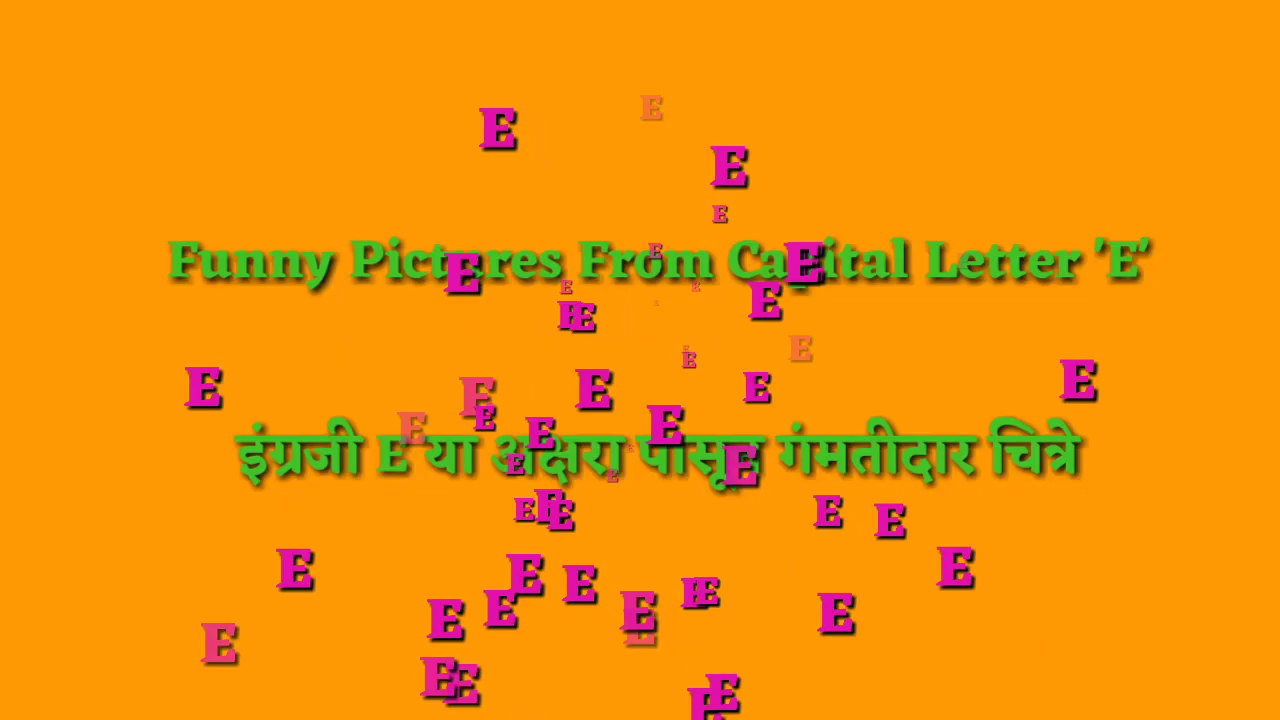 Funny Pictures From Capital Letter 'E'
इंग्रजी E या अक्षरा पासून गंमतीदार चित्रे